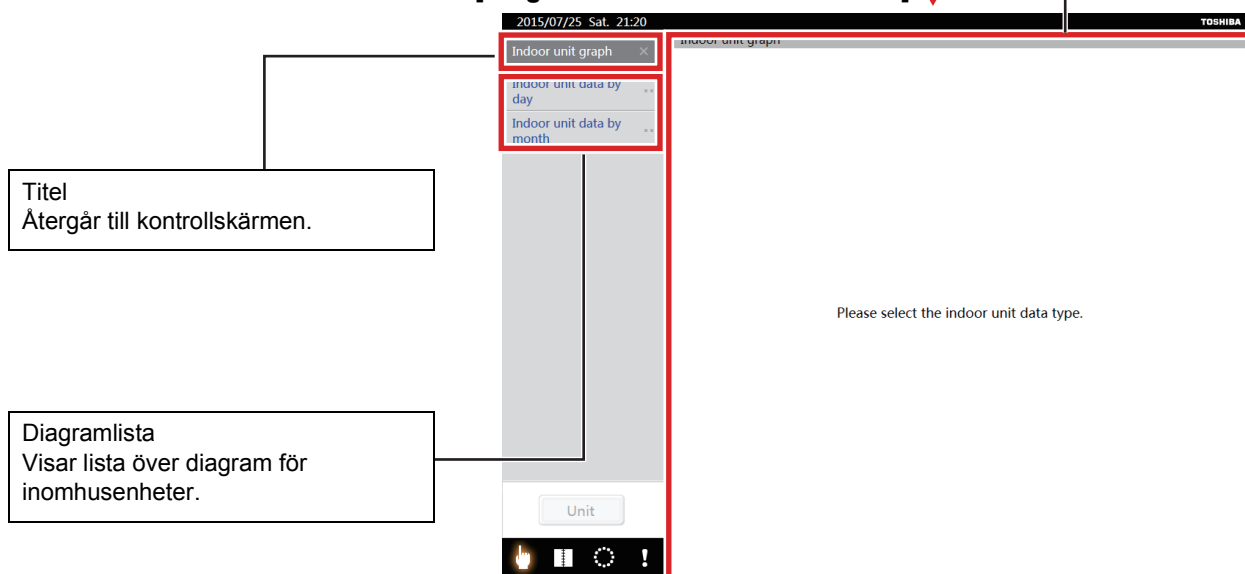 2015/07/25 Sat. 21:20
TOSHIBA
Indoor unit graph
Indoor unit graph
Indoor unit data by
day
Indoor unit data by
month
Titel
Återgår till kontrollskärmen.
Please select the indoor unit data type.
Diagramlista
Visar lista över diagram för
inomhusenheter.
Unit